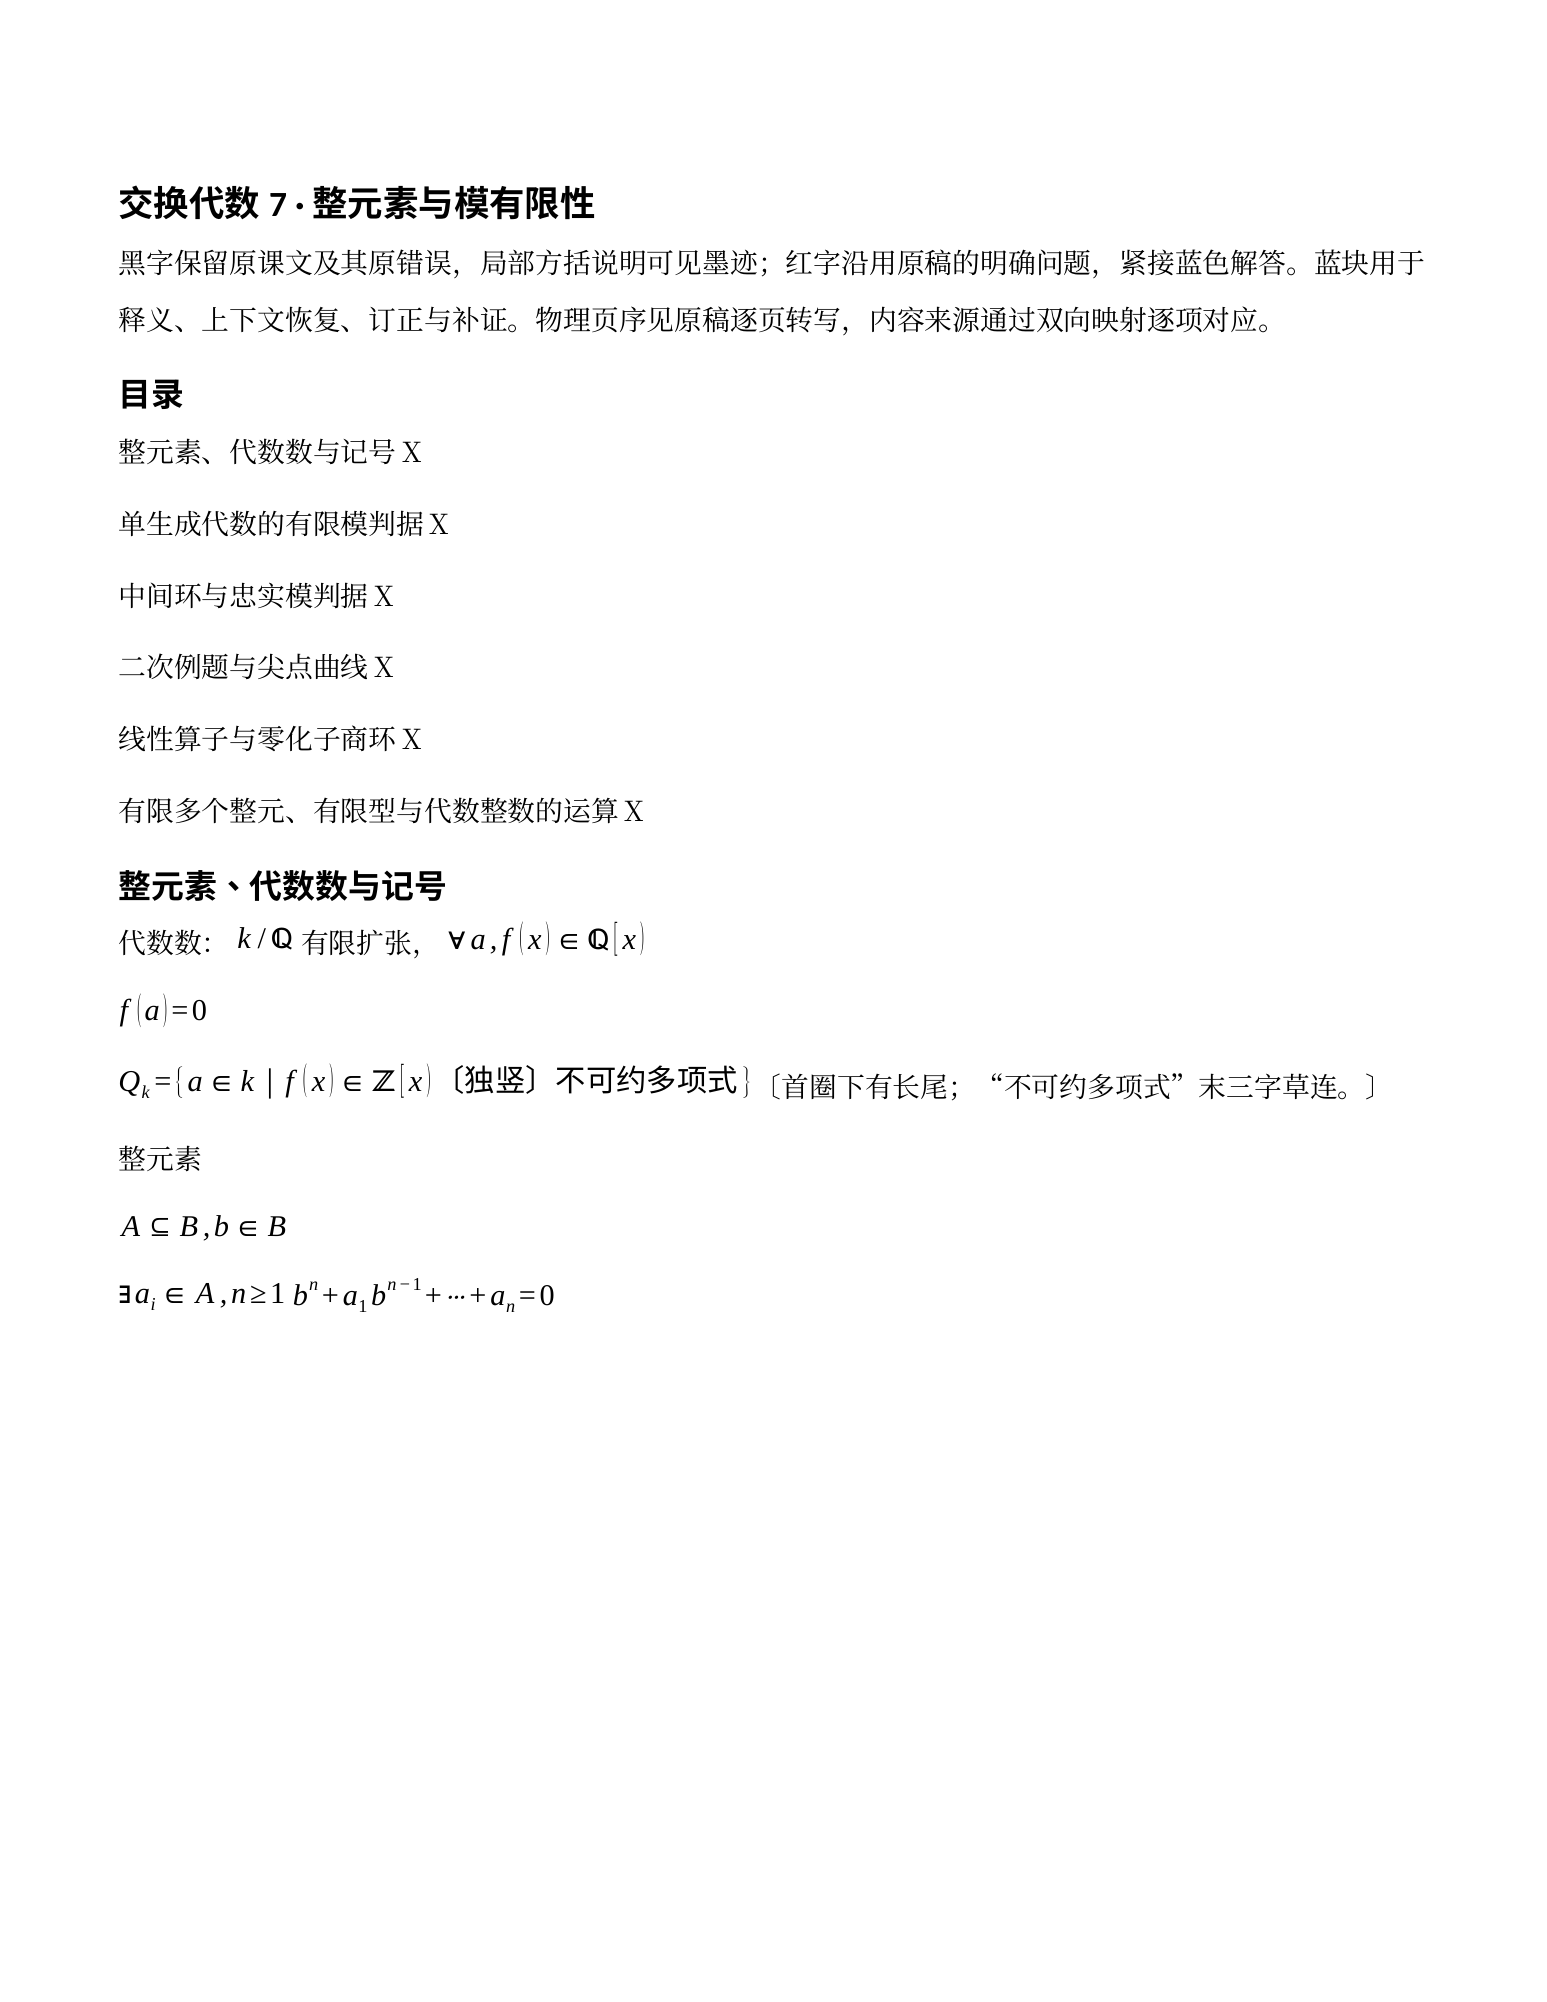 交换代数 7 · 整元素与模有限性
黑字保留原课文及其原错误，局部方括说明可见墨迹；红字沿用原稿的明确问题，紧接蓝色解答。蓝块用于
释义、上下文恢复、订正与补证。物理页序见原稿逐页转写，内容来源通过双向映射逐项对应。
目录
整元素、代数数与记号 X
单生成代数的有限模判据 X
中间环与忠实模判据 X
二次例题与尖点曲线 X
线性算子与零化子商环 X
有限多个整元、有限型与代数整数的运算 X
整元素、代数数与记号
代数数： k/ℚ 有限扩张， ∀a,f(x)∈ℚ[x)
f(a)=0
Q_k={a∈k|f(x)∈ℤ[x)〔独竖〕不可约多项式}〔首圈下有长尾；“不可约多项式”末三字草连。〕
整元素
A⊆B,b∈B
∃a_i∈A,n≥1 b^n+a_1b^{n−1}+⋯+a_n=0